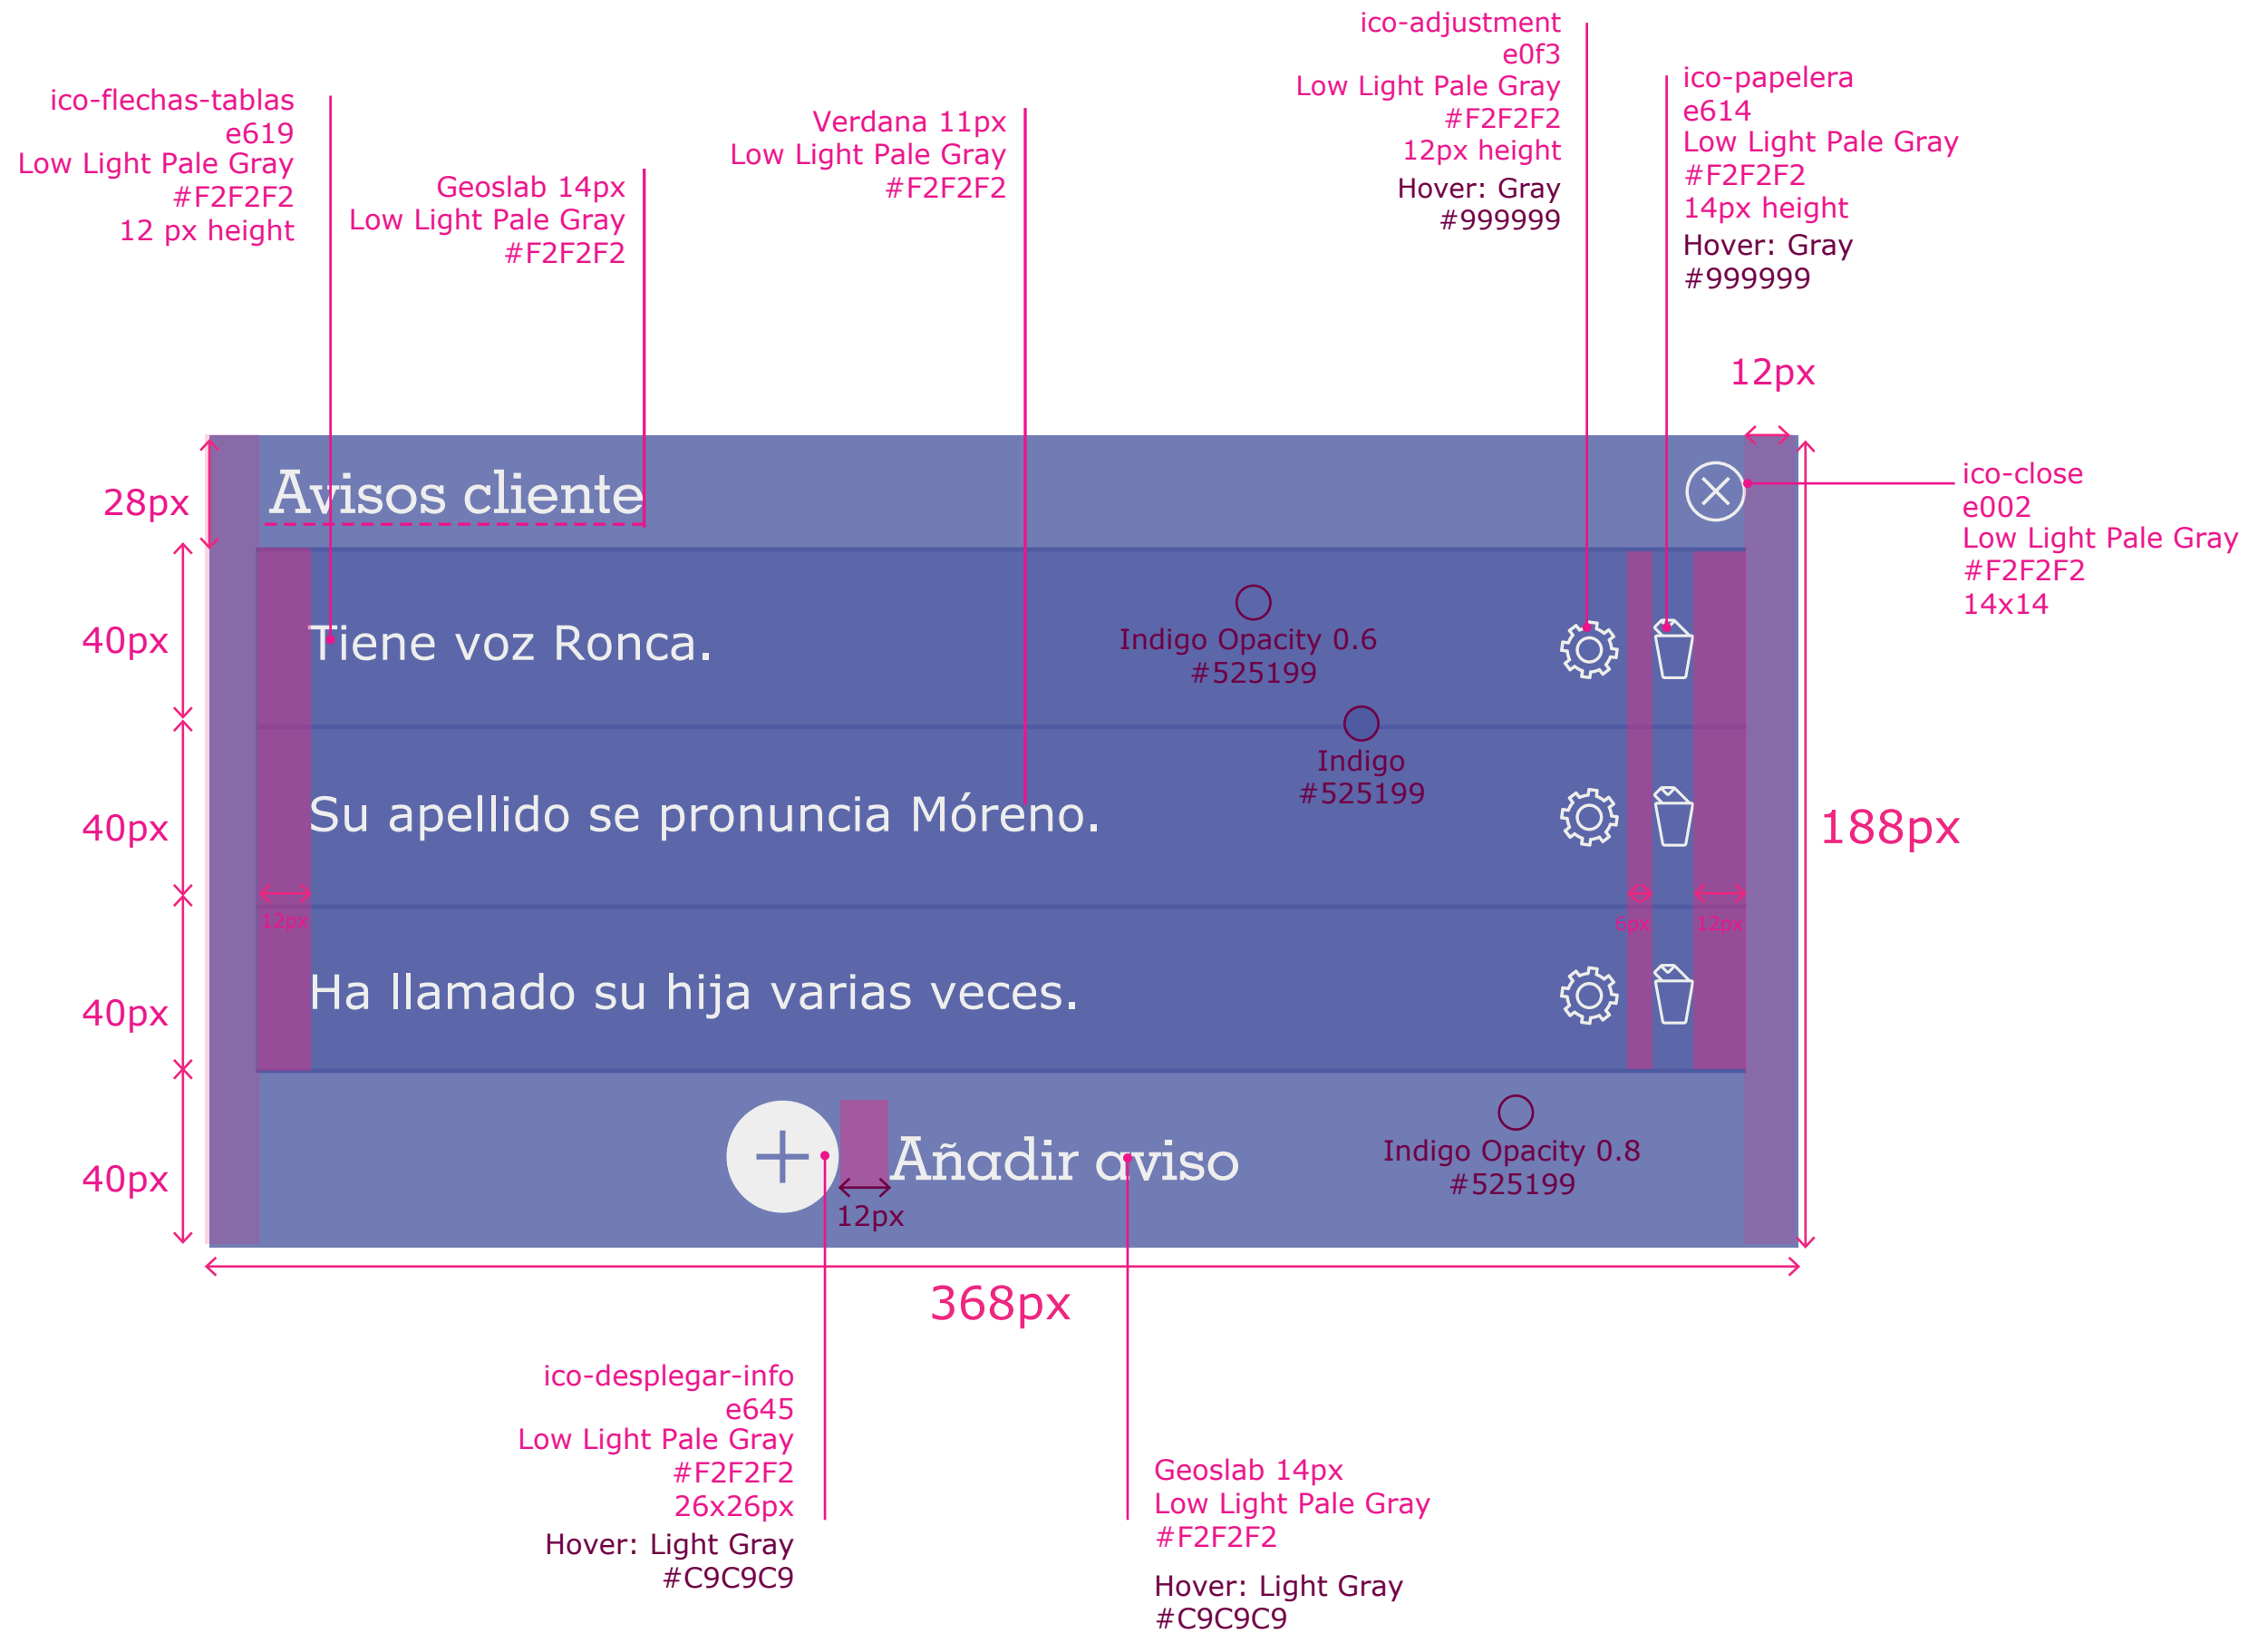 ico-adjustment
e0f3
Low Light Pale Gray
#F2F2F2
12px height
Hover: Gray
#999999
ico-papelera
e614
Low Light Pale Gray
#F2F2F2
14px height
Hover: Gray
#999999
ico-flechas-tablas
e619
Low Light Pale Gray
#F2F2F2
12 px height
Geoslab 14px
Low Light Pale Gray
#F2F2F2
Verdana 11px
Low Light Pale Gray
#F2F2F2
12px
28px
Avisos cliente
ico-close
e002
Low Light Pale Gray
#F2F2F2
14x14
40px
Tiene voz Ronca.
Indigo Opacity 0.6
#525199
Indigo
#525199
40px
Su apellido se pronuncia Móreno.
188px
12px
6px
12px
40px
Ha llamado su hija varias veces.
40px
Añadir aviso
12px
Indigo Opacity 0.8
#525199
368px
ico-desplegar-info
e645
Low Light Pale Gray
#F2F2F2
26x26px
Hover: Light Gray
#C9C9C9
Geoslab 14px
Low Light Pale Gray
#F2F2F2
Hover: Light Gray
#C9C9C9